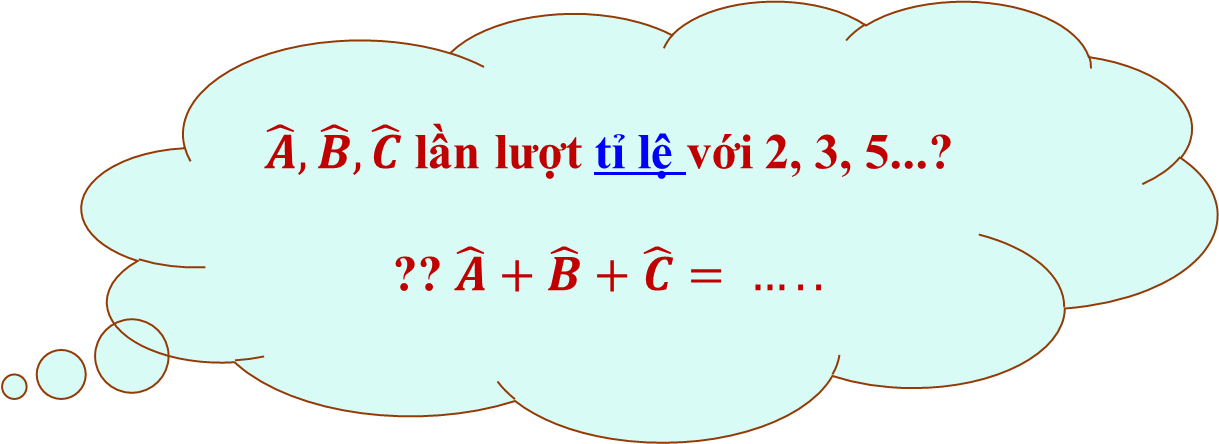 Â, B̂, Ĉ lần lượt tỉ lệ với 2, 3, 5...?
?? Â + B̂ + Ĉ = .....